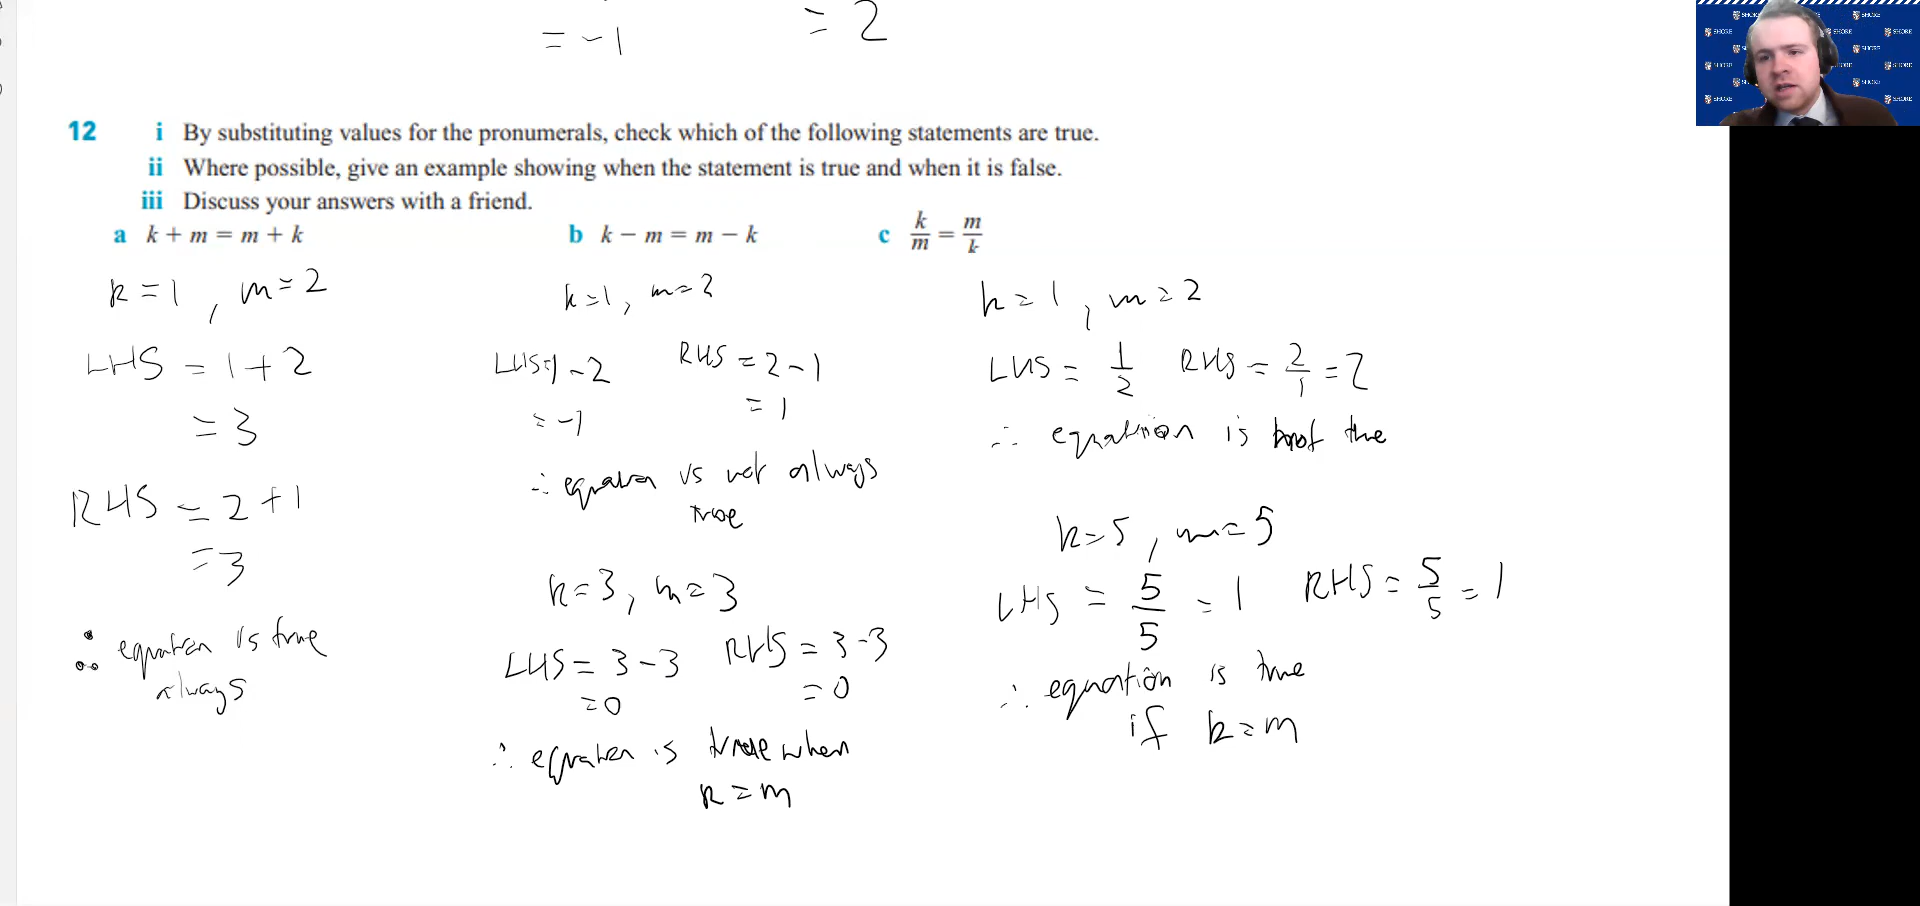 = -1
= 2
12 i By substituting values for the pronumerals, check which of the following statements are true.
ii Where possible, give an example showing when the statement is true and when it is false.
iii Discuss your answers with a friend.
a k + m = m + k
b k − m = m − k
c k/m = m/k
k=1, m=2
LHS = 1+2
= 3
RHS = 2+1
= 3
∴ equation is true
always
k=1, m=2
LHS=1-2
= -1
RHS = 2-1
= 1
∴ equation is not always
true
k=3, m=3
LHS = 3-3
=0
RHS = 3-3
=0
∴ equation is true when
k=m
k=1, m=2
LHS = 1/2 RHS = 2/1 = 2
∴ equation is not true
k=5, m=5
LHS = 5/5 = 1 RHS = 5/5 = 1
∴ equation is true
if k=m
SHORE